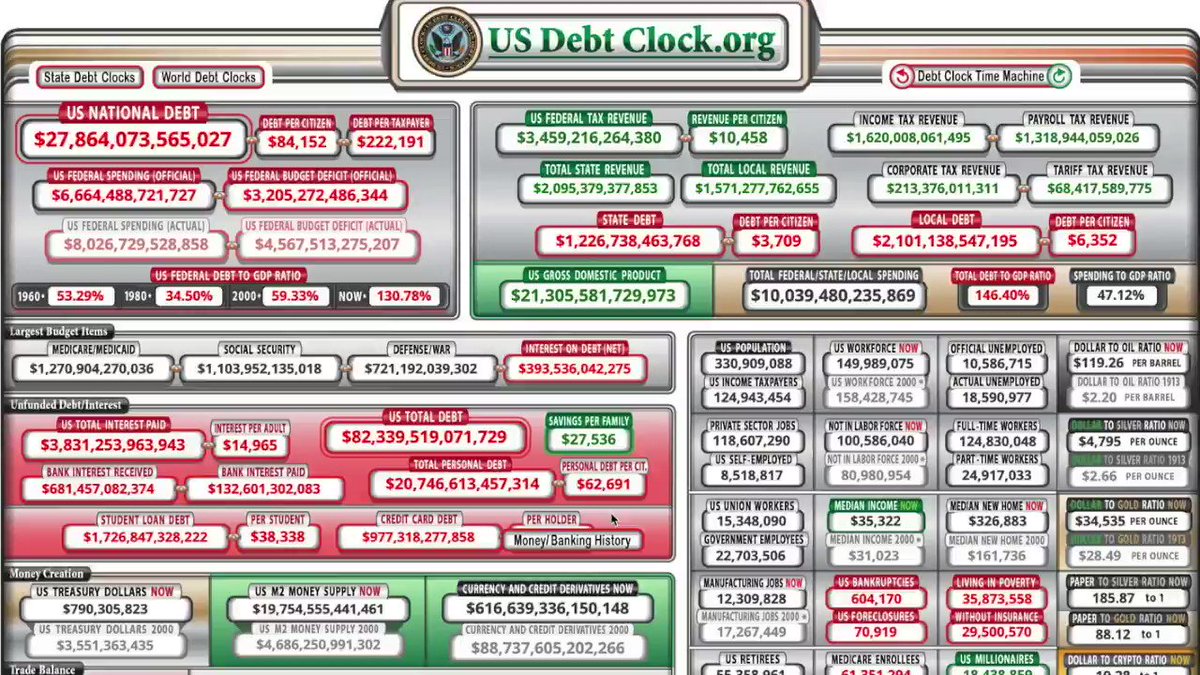 US Debt Clock.org
State Debt Clocks
World Debt Clocks
Debt Clock Time Machine
US NATIONAL DEBT
$27,864,073,565,027
DEBT PER CITIZEN
$84,152
DEBT PER TAXPAYER
$222,191
US FEDERAL SPENDING (OFFICIAL)
$6,664,488,721,727
US FEDERAL BUDGET DEFICIT (OFFICIAL)
$3,205,272,486,344
US FEDERAL SPENDING (ACTUAL)
$8,026,729,528,858
US FEDERAL BUDGET DEFICIT (ACTUAL)
$4,567,513,275,207
US FEDERAL DEBT TO GDP RATIO
1960• 53.29% 1980• 34.50% 2000• 59.33% NOW• 130.78%
US FEDERAL TAX REVENUE
$3,459,216,264,380
REVENUE PER CITIZEN
$10,458
INCOME TAX REVENUE
$1,620,008,061,495
PAYROLL TAX REVENUE
$1,318,944,059,026
TOTAL STATE REVENUE
$2,095,379,377,853
TOTAL LOCAL REVENUE
$1,571,277,762,655
CORPORATE TAX REVENUE
$213,376,011,311
TARIFF TAX REVENUE
$68,417,589,775
STATE DEBT
$1,226,738,463,768
DEBT PER CITIZEN
$3,709
LOCAL DEBT
$2,101,138,547,195
DEBT PER CITIZEN
$6,352
US GROSS DOMESTIC PRODUCT
$21,305,581,729,973
TOTAL FEDERAL/STATE/LOCAL SPENDING
$10,039,480,235,869
TOTAL DEBT TO GDP RATIO
146.40%
SPENDING TO GDP RATIO
47.12%
Largest Budget Items
MEDICARE/MEDICAID
$1,270,904,270,036
SOCIAL SECURITY
$1,103,952,135,018
DEFENSE/WAR
$721,192,039,302
INTEREST ON DEBT (NET)
$393,536,042,275
Unfunded Debt/Interest
US TOTAL INTEREST PAID
$3,831,253,963,943
INTEREST PER ADULT
$14,965
US TOTAL DEBT
$82,339,519,071,729
SAVINGS PER FAMILY
$27,536
BANK INTEREST RECEIVED
$681,457,082,374
BANK INTEREST PAID
$132,601,302,083
TOTAL PERSONAL DEBT
$20,746,613,457,314
PERSONAL DEBT PER CIT.
$62,691
STUDENT LOAN DEBT
$1,726,847,328,222
PER STUDENT
$38,338
CREDIT CARD DEBT
$977,318,277,858
PER HOLDER
Money/Banking History
Money Creation
US TREASURY DOLLARS NOW
$790,305,823
US TREASURY DOLLARS 2000
$3,551,363,435
US M2 MONEY SUPPLY NOW
$19,754,555,441,461
US M2 MONEY SUPPLY 2000
$4,686,250,991,302
CURRENCY AND CREDIT DERIVATIVES NOW
$616,639,336,150,148
CURRENCY AND CREDIT DERIVATIVES 2000
$88,737,605,202,266
Trade Balance
US POPULATION
330,909,088
US INCOME TAXPAYERS
124,943,454
US WORKFORCE NOW
149,989,075
US WORKFORCE 2000
158,428,745
OFFICIAL UNEMPLOYED
10,586,715
ACTUAL UNEMPLOYED
18,590,977
DOLLAR TO OIL RATIO NOW
$119.26 PER BARREL
DOLLAR TO OIL RATIO 1913
$2.20 PER BARREL
PRIVATE SECTOR JOBS
118,607,290
US SELF-EMPLOYED
8,518,817
NOT IN LABOR FORCE NOW
100,586,040
NOT IN LABOR FORCE 2000
80,980,954
FULL-TIME WORKERS
124,830,048
PART-TIME WORKERS
24,917,033
DOLLAR TO SILVER RATIO NOW
$4,795 PER OUNCE
DOLLAR TO SILVER RATIO 1913
$2.66 PER OUNCE
US UNION WORKERS
15,348,090
GOVERNMENT EMPLOYEES
22,703,506
MEDIAN INCOME NOW
$35,322
MEDIAN INCOME 2000
$31,023
MEDIAN NEW HOME NOW
$326,883
MEDIAN NEW HOME 2000
$161,736
DOLLAR TO GOLD RATIO NOW
$34,535 PER OUNCE
DOLLAR TO GOLD RATIO 1913
$28.49 PER OUNCE
MANUFACTURING JOBS NOW
12,309,828
MANUFACTURING JOBS 2000
17,267,449
US BANKRUPTCIES
604,170
US FORECLOSURES
70,919
LIVING IN POVERTY
35,873,558
WITHOUT INSURANCE
29,500,570
PAPER TO SILVER RATIO NOW
185.87 to 1
PAPER TO GOLD RATIO NOW
88.12 to 1
US RETIREES
MEDICARE ENROLLEES
US MILLIONAIRES
DOLLAR TO CRYPTO RATIO NOW